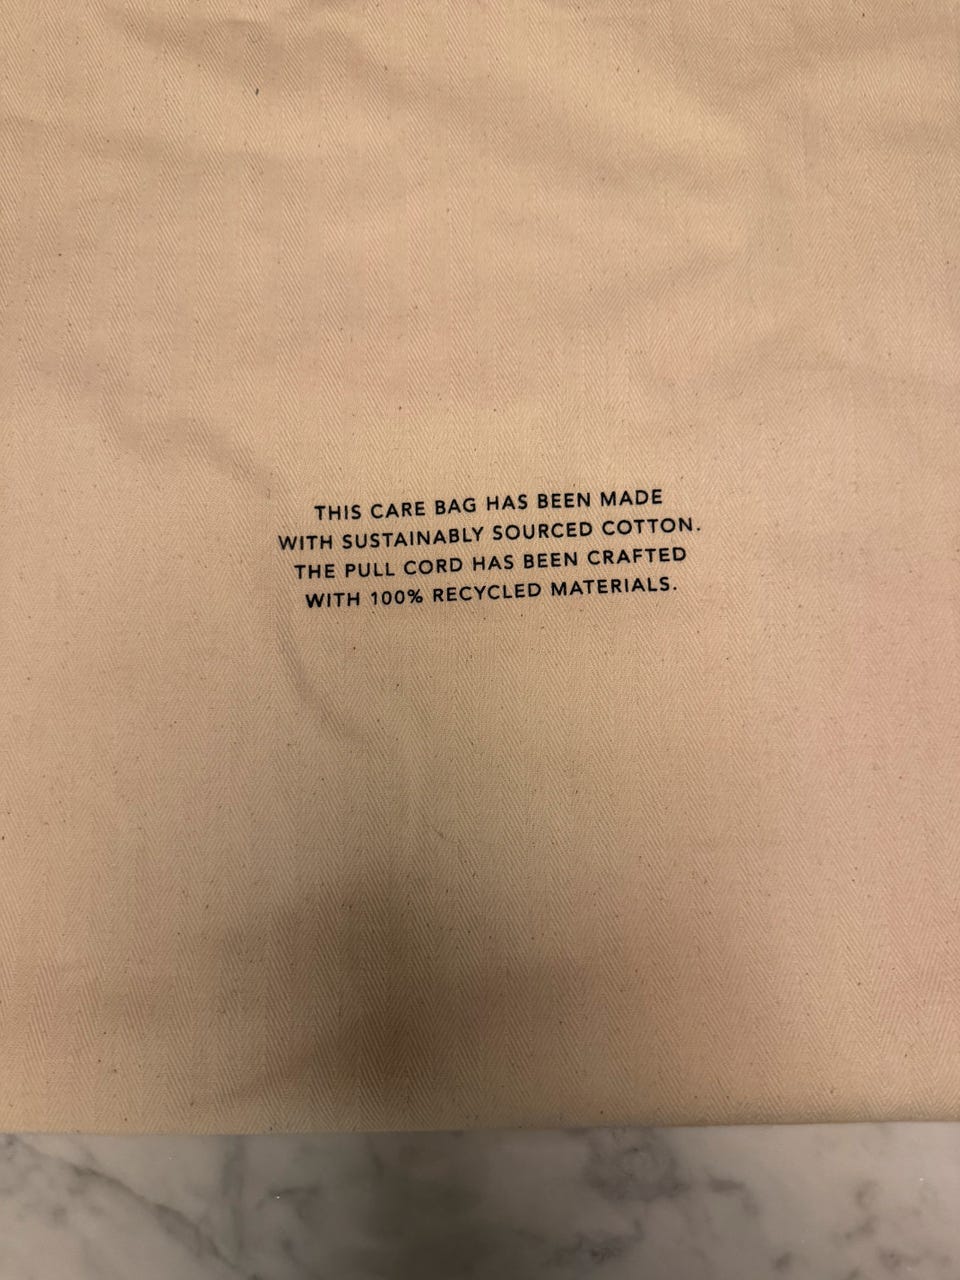 THIS CARE BAG HAS BEEN MADE
WITH SUSTAINABLY SOURCED COTTON.
THE PULL CORD HAS BEEN CRAFTED
WITH 100% RECYCLED MATERIALS.